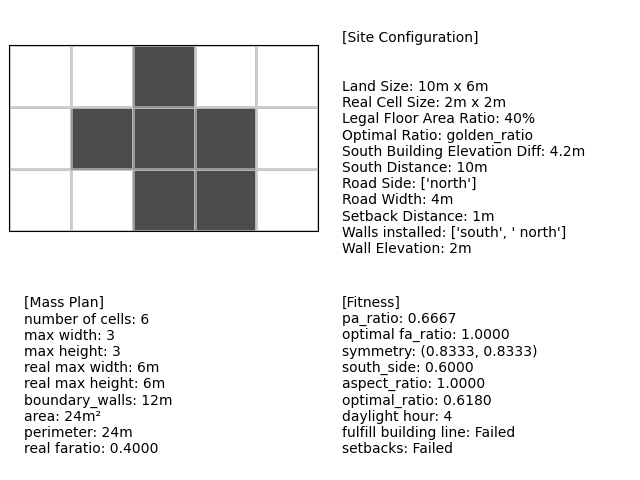 [Site Configuration]
Land Size: 10m x 6m
Real Cell Size: 2m x 2m
Legal Floor Area Ratio: 40%
Optimal Ratio: golden_ratio
South Building Elevation Diff: 4.2m
South Distance: 10m
Road Side: ['north']
Road Width: 4m
Setback Distance: 1m
Walls installed: ['south', ' north']
Wall Elevation: 2m
[Mass Plan]
number of cells: 6
max width: 3
max height: 3
real max width: 6m
real max height: 6m
boundary_walls: 12m
area: 24m²
perimeter: 24m
real faratio: 0.4000
[Fitness]
pa_ratio: 0.6667
optimal fa_ratio: 1.0000
symmetry: (0.8333, 0.8333)
south_side: 0.6000
aspect_ratio: 1.0000
optimal_ratio: 0.6180
daylight hour: 4
fulfill building line: Failed
setbacks: Failed